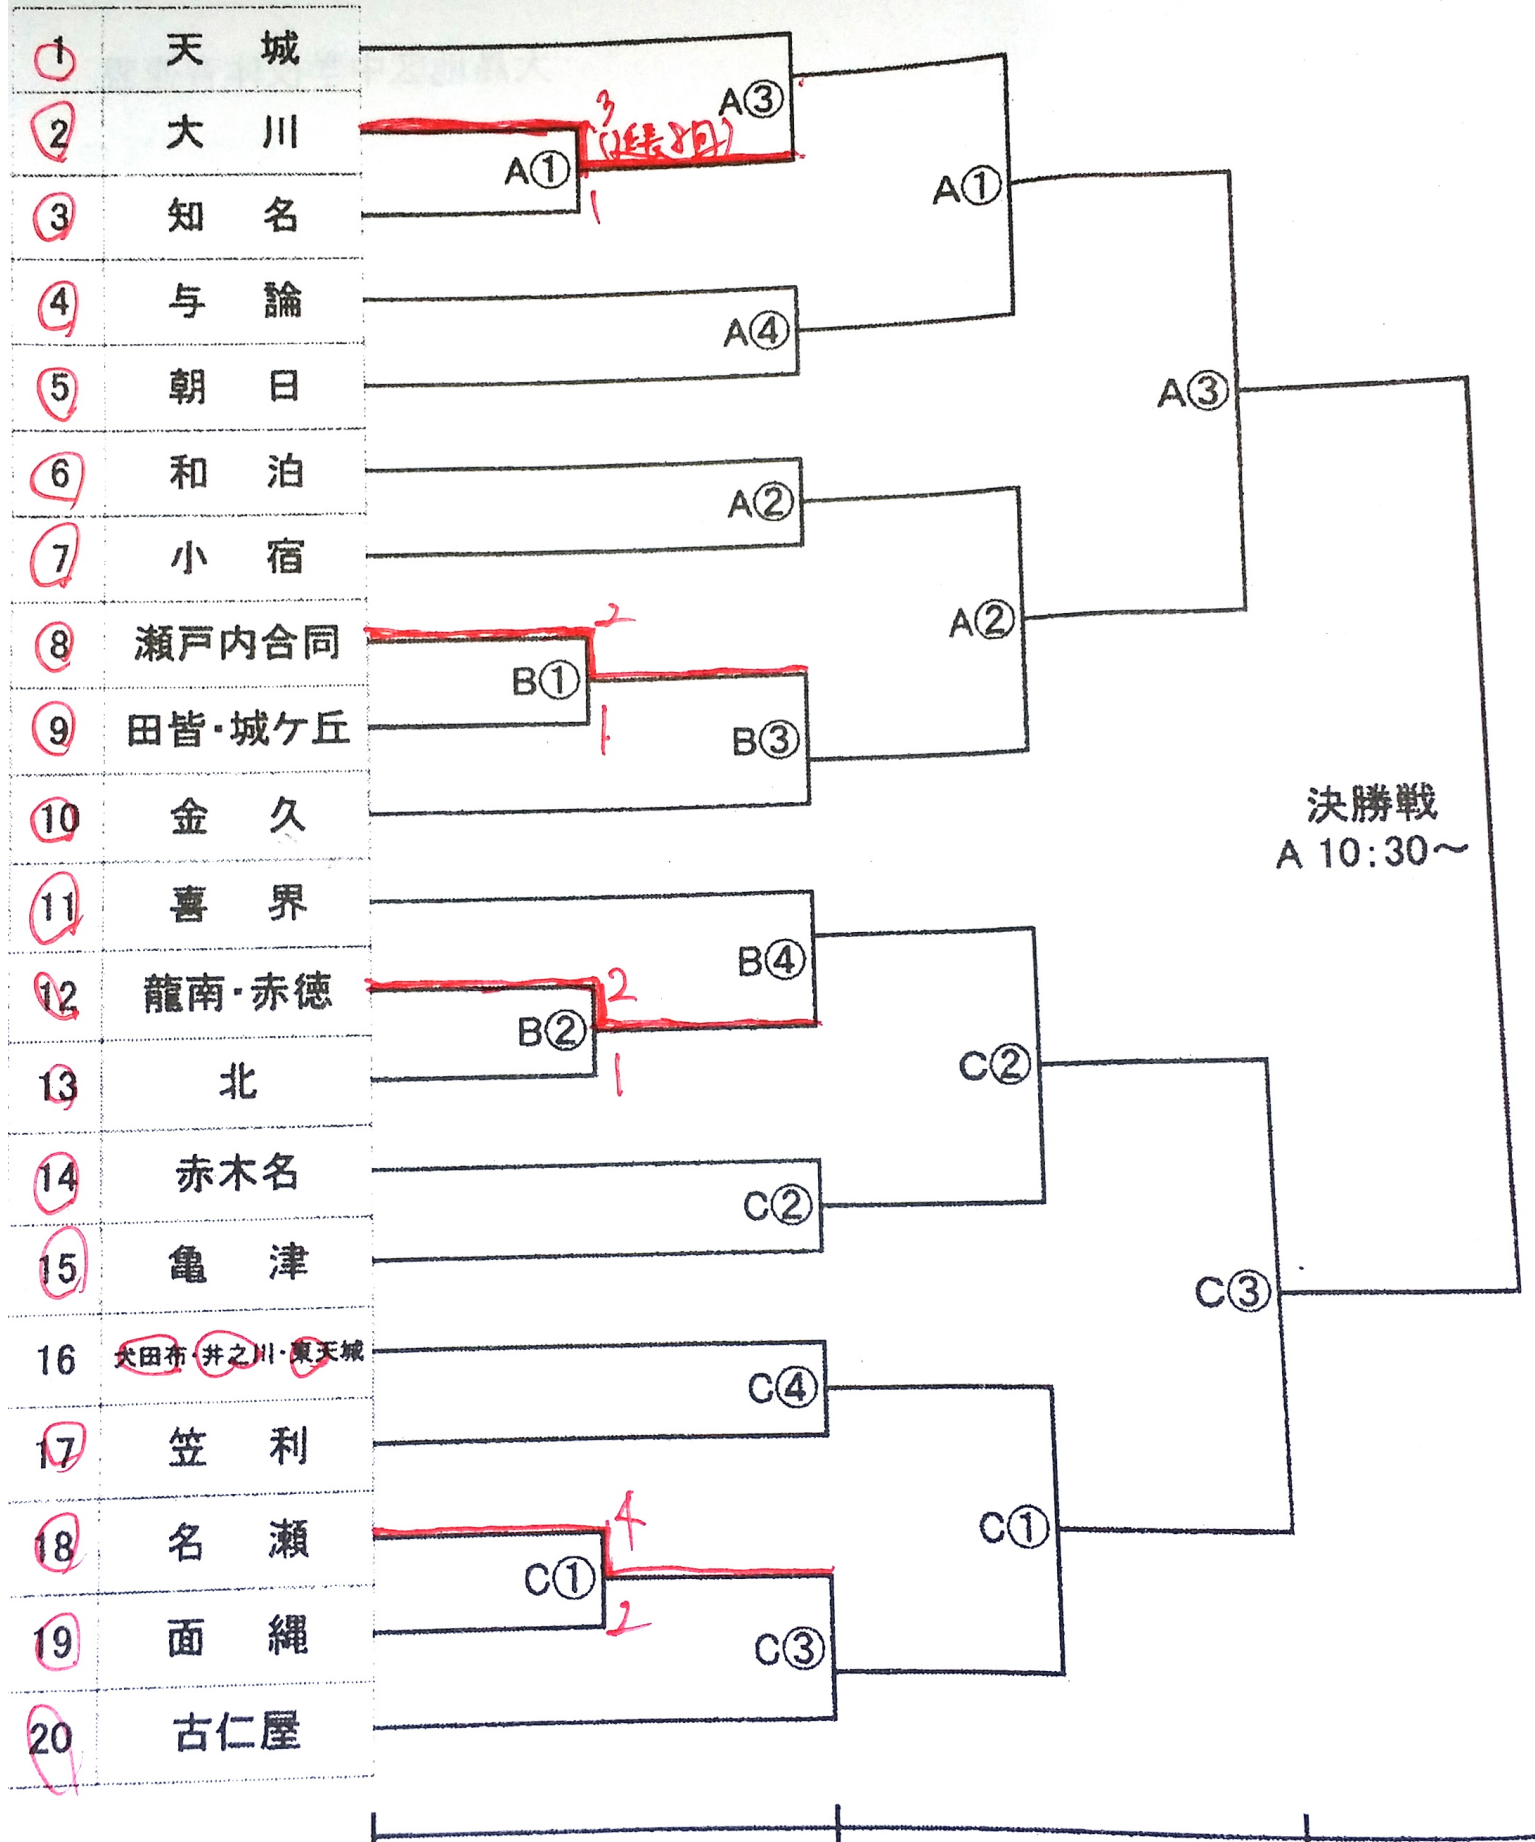 1 天城
2 大川
3 知名
4 与論
5 朝日
6 和泊
7 小宿
8 瀬戸内合同
9 田皆・城ケ丘
10 金久
11 喜界
12 龍南・赤徳
13 北
14 赤木名
15 亀津
16 犬田布・井之川・東天城
17 笠利
18 名瀬
19 面縄
20 古仁屋
A③
3
A①
1
A④
A②
2
B①
1
B③
B④
2
B②
1
C②
C④
4
C①
2
C③
A①
A②
C②
C①
A③
C③
決勝戦
A 10:30～